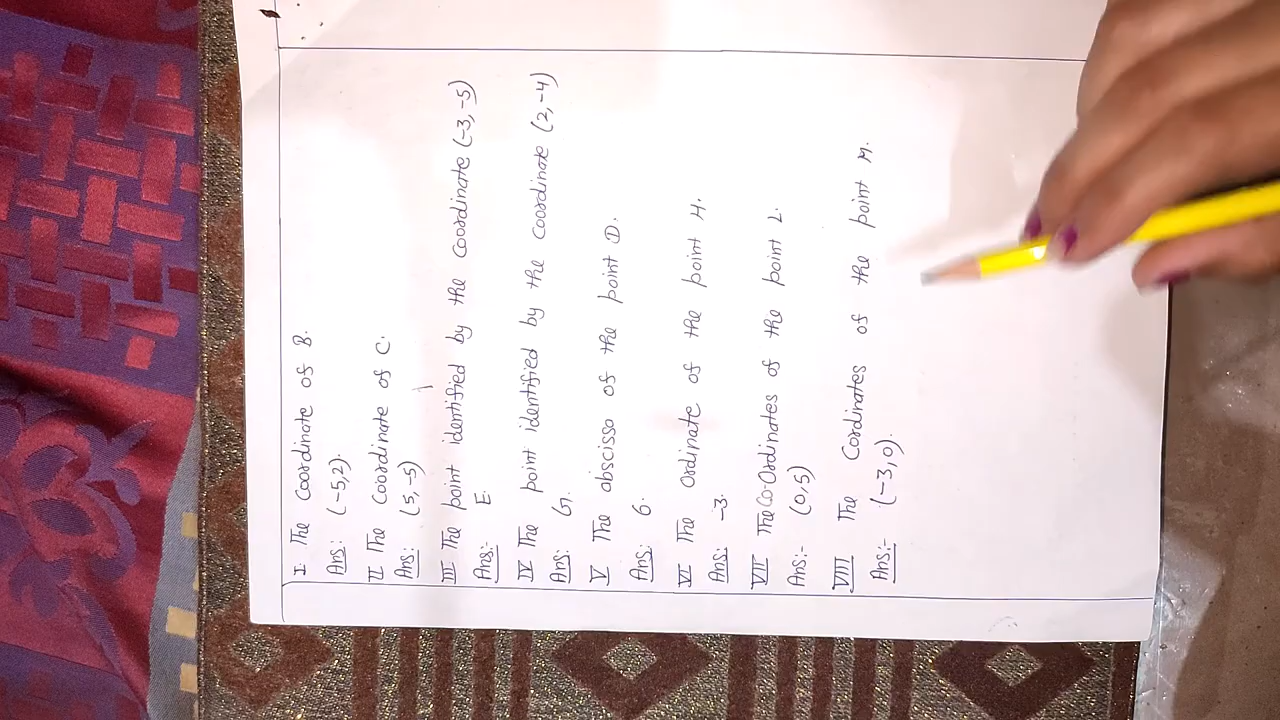 I. The coordinate of B.
Ans: (-5,2).
II The coordinate of C.
Ans: (5,-5)
III The point identified by the coordinate (-3,-5)
Ans:- E.
IV The point identified by the coordinate (2,-4)
Ans: G.
V The abscisso of the point D.
Ans: 6.
VI The ordinate of the point H.
Ans: -3.
VII The Co-Ordinates of the point L.
Ans:- (0,5)
VIII The Cordinates of the point M.
Ans:- (-3,0).